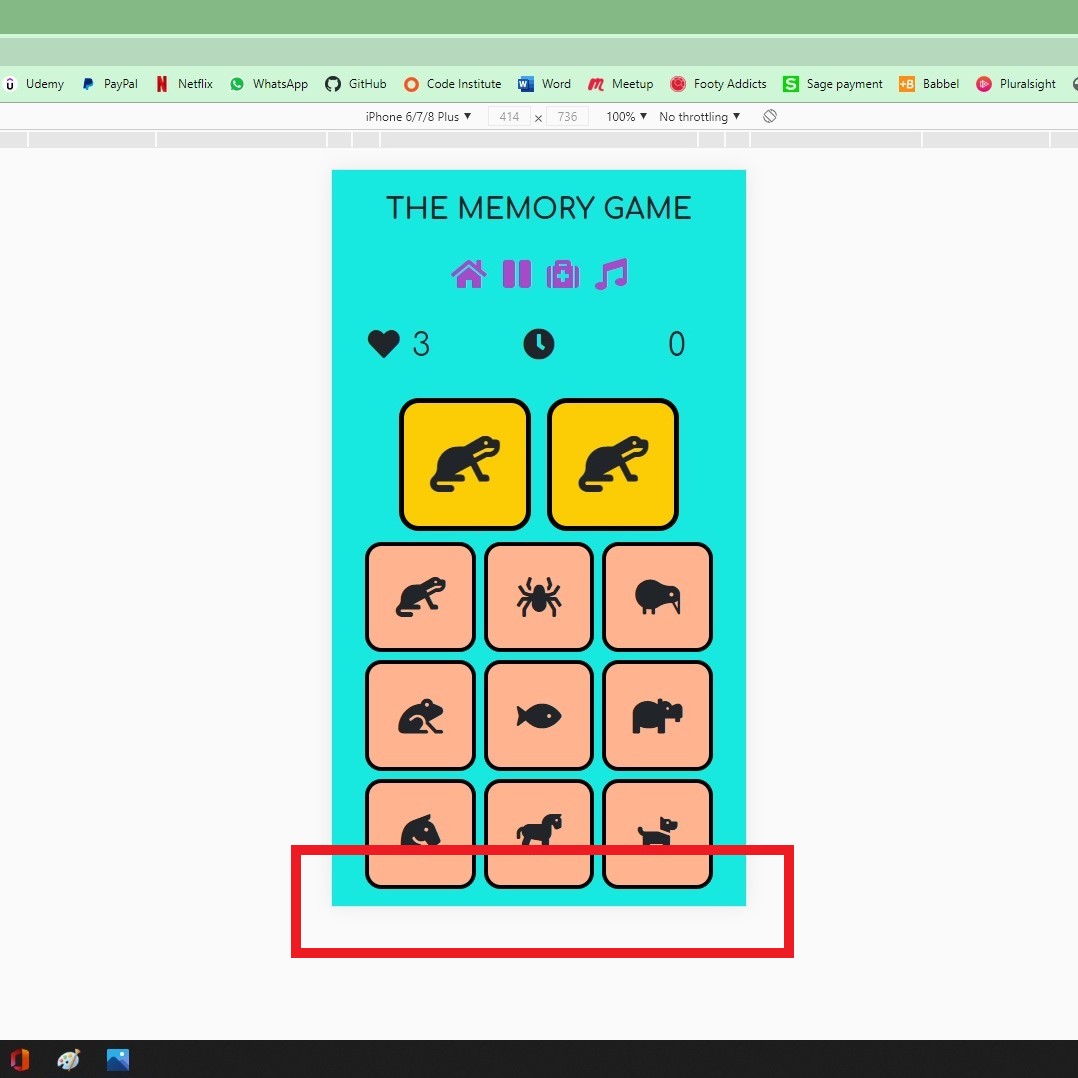 Udemy PayPal Netflix WhatsApp GitHub Code Institute Word Meetup Footy Addicts Sage payment Babbel Pluralsight
iPhone 6/7/8 Plus ▼ 414 x 736 100% ▼ No throttling ▼
THE MEMORY GAME
3 0